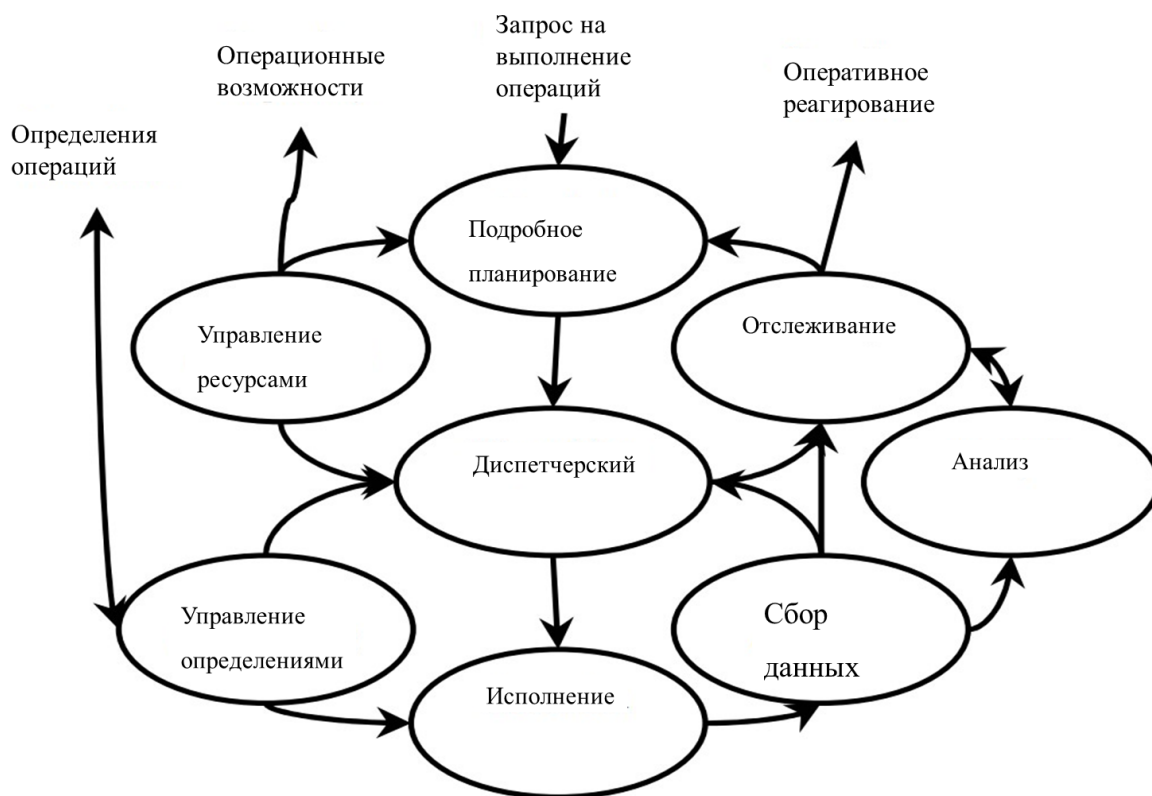 Запрос на
выполнение
операций
Операционные
возможности
Оперативное
реагирование
Определения
операций
Подробное
планирование
Управление
ресурсами
Отслеживание
Диспетчерский
Анализ
Управление
определениями
Сбор
данных
Исполнение